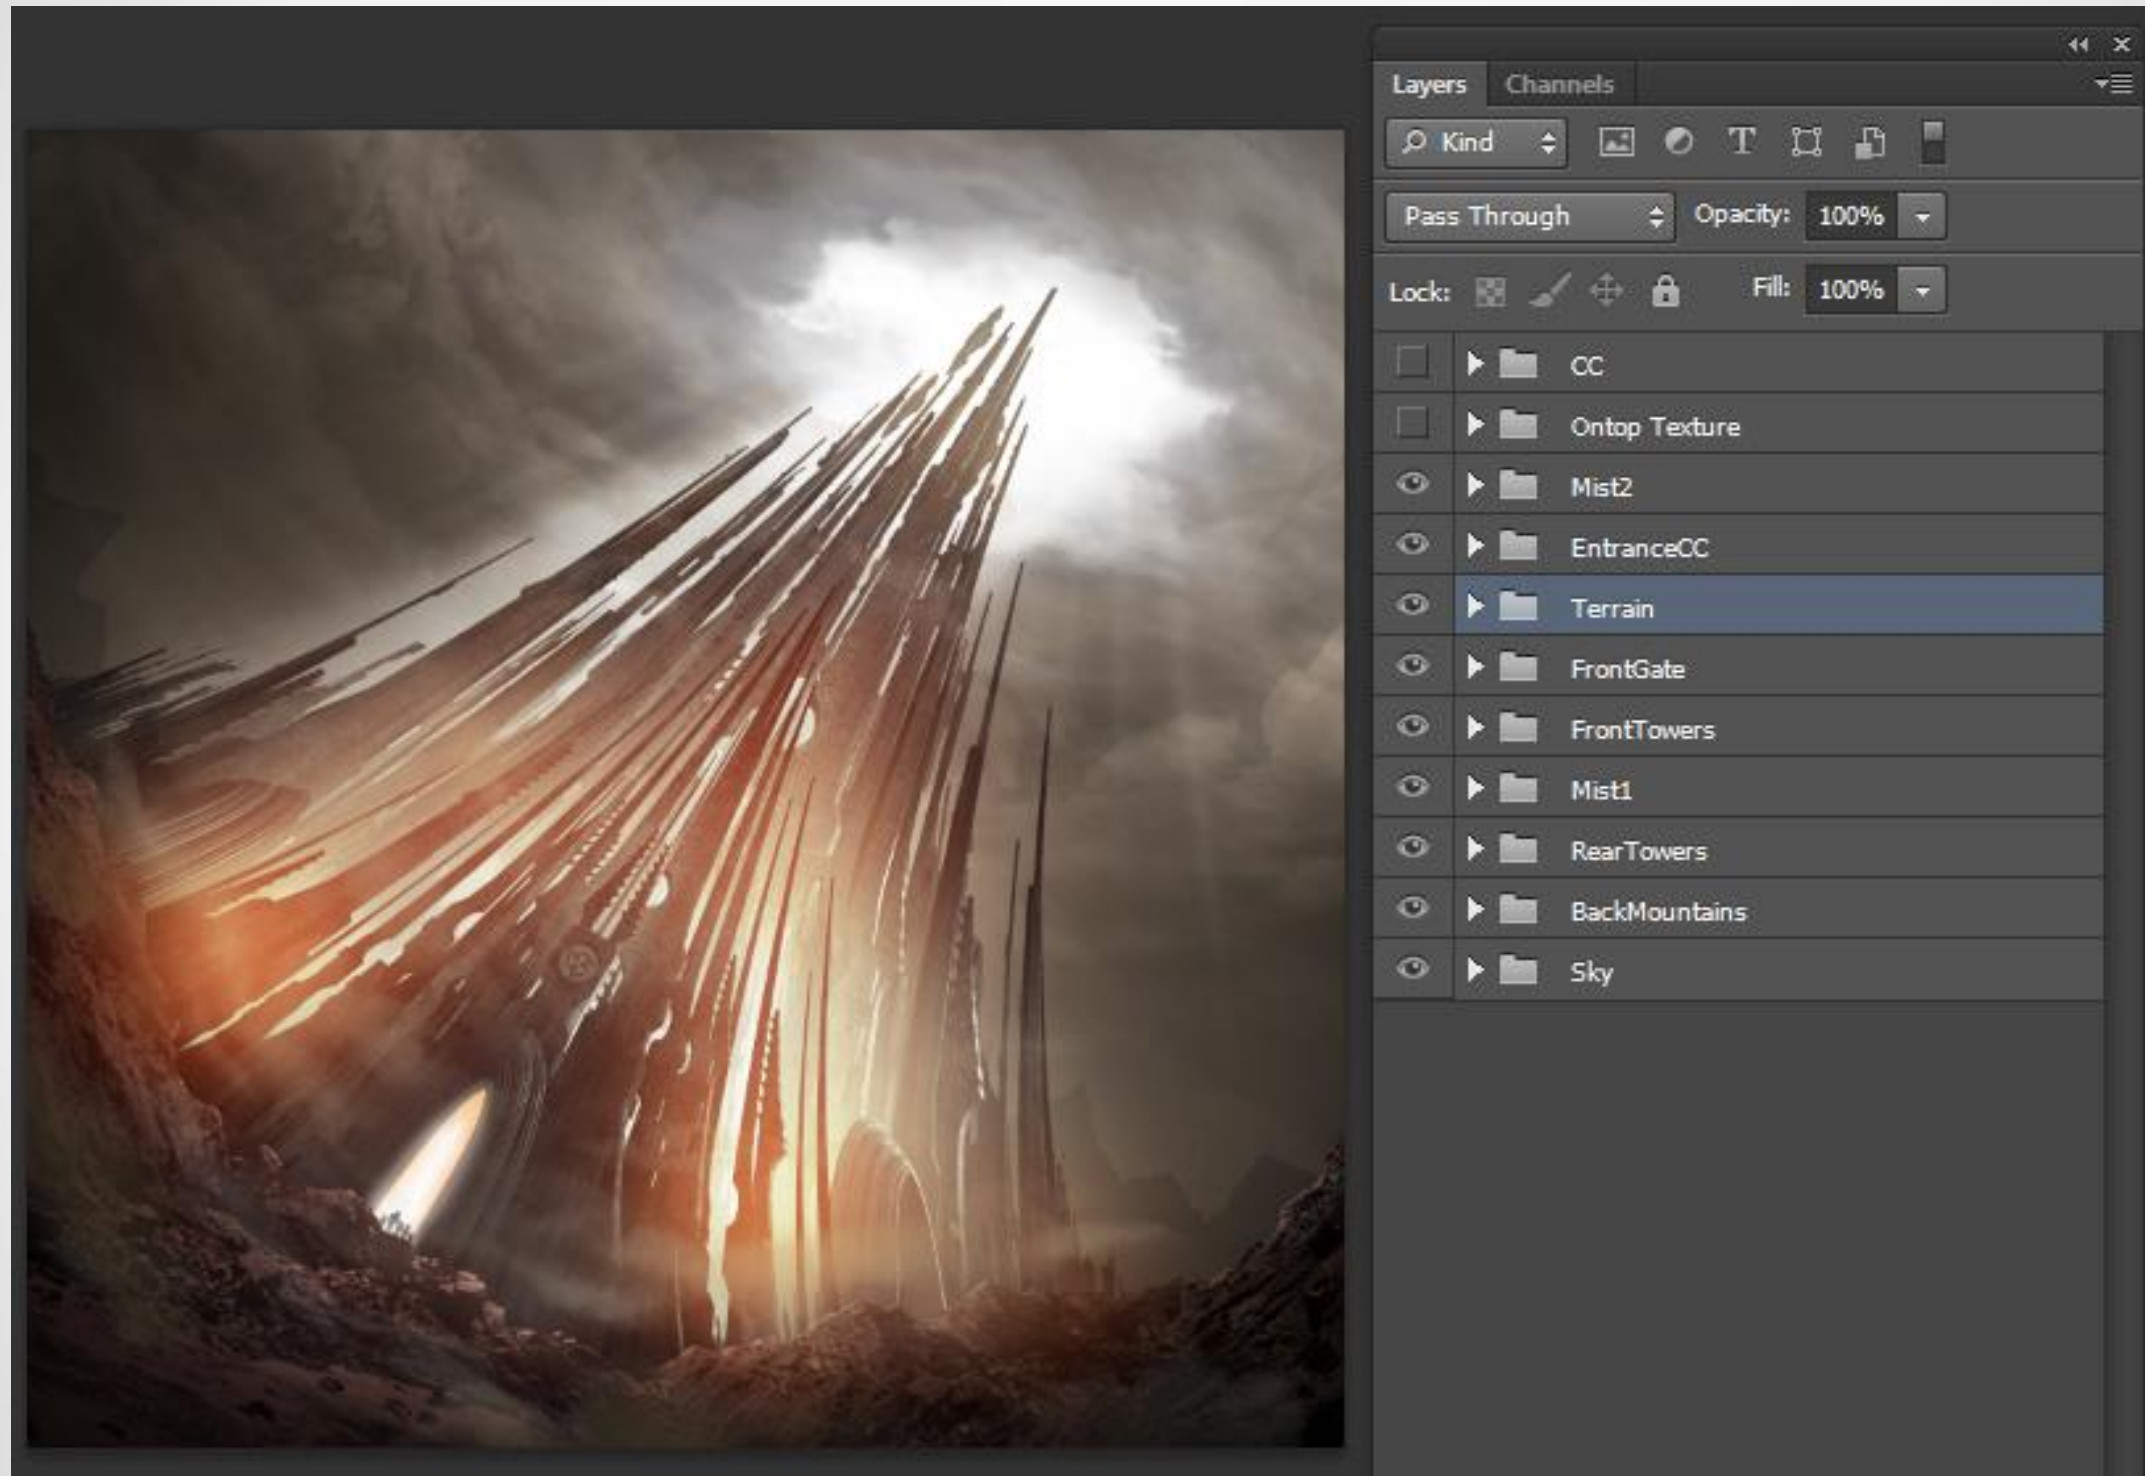 Layers Channels
Kind T
Pass Through Opacity: 100%
Lock: Fill: 100%
CC
Ontop Texture
Mist2
EntranceCC
Terrain
FrontGate
FrontTowers
Mist1
RearTowers
BackMountains
Sky